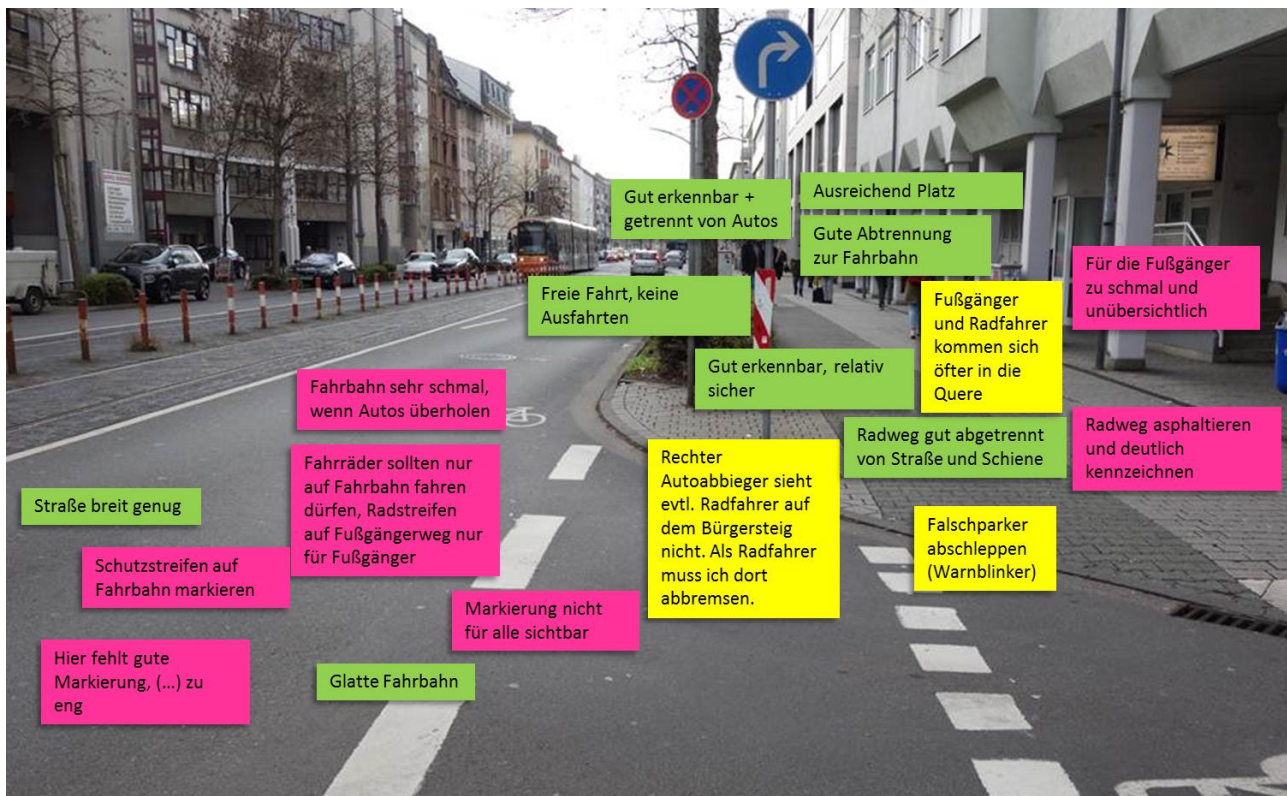 Gut erkennbar +
getrennt von Autos
Ausreichend Platz
Gute Abtrennung
zur Fahrbahn
Für die Fußgänger
zu schmal und
unübersichtlich
Freie Fahrt, keine
Ausfahrten
Fußgänger
und Radfahrer
kommen sich
öfter in die
Quere
Gut erkennbar, relativ
sicher
Fahrbahn sehr schmal,
wenn Autos überholen
Radweg gut abgetrennt
von Straße und Schiene
Radweg asphaltieren
und deutlich
kennzeichnen
Fahrräder sollten nur
auf Fahrbahn fahren
dürfen, Radstreifen
auf Fußgängerweg nur
für Fußgänger
Rechter
Autoabbieger sieht
evtl. Radfahrer auf
dem Bürgersteig
nicht. Als Radfahrer
muss ich dort
abbremsen.
Straße breit genug
Falschparker
abschleppen
(Warnblinker)
Schutzstreifen auf
Fahrbahn markieren
Markierung nicht
für alle sichtbar
Hier fehlt gute
Markierung, (...) zu
eng
Glatte Fahrbahn